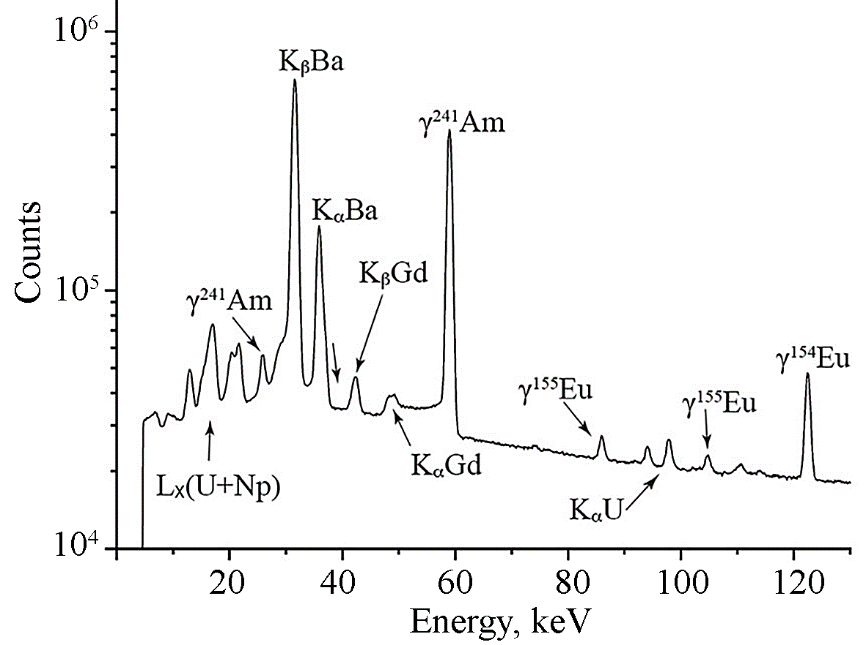 10⁶
KβBa
γ²⁴¹Am
KαBa
KβGd
10⁵
γ²⁴¹Am
γ¹⁵⁴Eu
γ¹⁵⁵Eu
γ¹⁵⁵Eu
KαGd
Lₓ(U+Np)
KαU
10⁴
20 40 60 80 100 120
Energy, keV
Counts